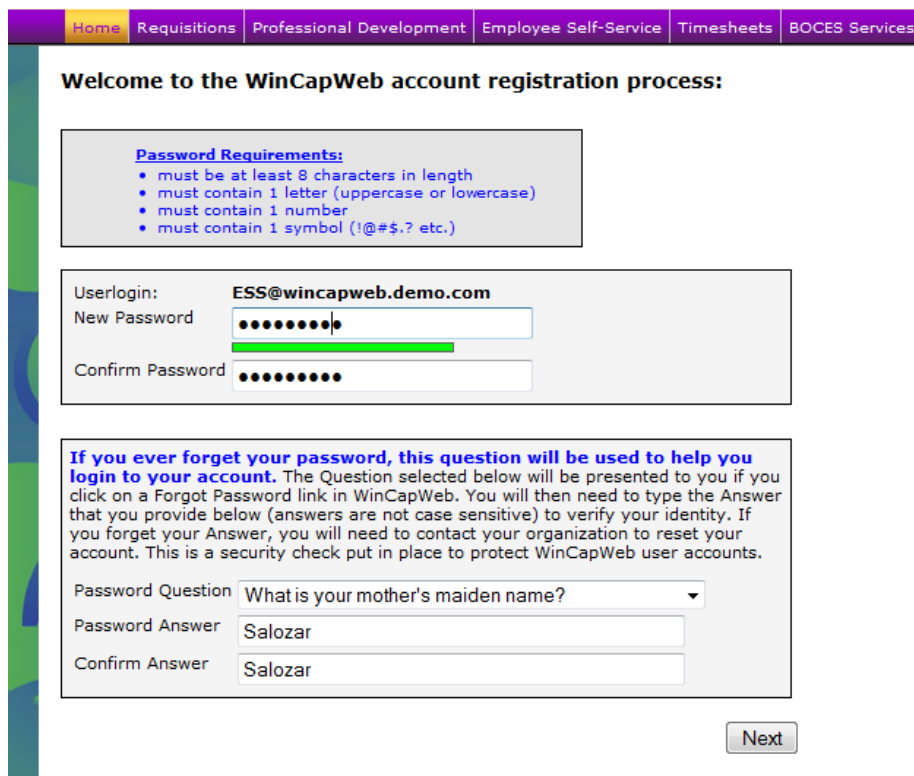 Home Requisitions Professional Development Employee Self-Service Timesheets BOCES Services
Welcome to the WinCapWeb account registration process:
Password Requirements:
• must be at least 8 characters in length
• must contain 1 letter (uppercase or lowercase)
• must contain 1 number
• must contain 1 symbol (!@#$.? etc.)
Userlogin: ESS@wincapweb.demo.com
New Password •••••••••
Confirm Password •••••••••
If you ever forget your password, this question will be used to help you
login to your account. The Question selected below will be presented to you if you
click on a Forgot Password link in WinCapWeb. You will then need to type the Answer
that you provide below (answers are not case sensitive) to verify your identity. If
you forget your Answer, you will need to contact your organization to reset your
account. This is a security check put in place to protect WinCapWeb user accounts.
Password Question What is your mother's maiden name?
Password Answer Salozar
Confirm Answer Salozar
Next